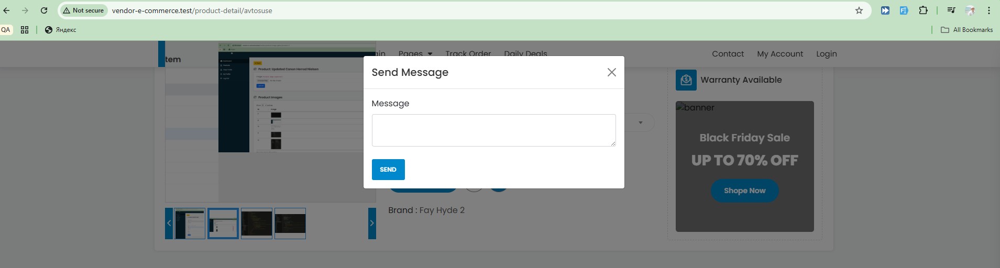 Not secure
vendor-e-commerce.test/product-detail/avtosuse
QA
Яндекс
All Bookmarks
tem
ain
Pages
Track Order
Daily Deals
Contact
My Account
Login
Send Message
Message
SEND
Product: Updated Canon Herrod Nielsen
Product Images
Warranty Available
banner
Black Friday Sale
UP TO 70% OFF
Shope Now
Brand : Fay Hyde 2